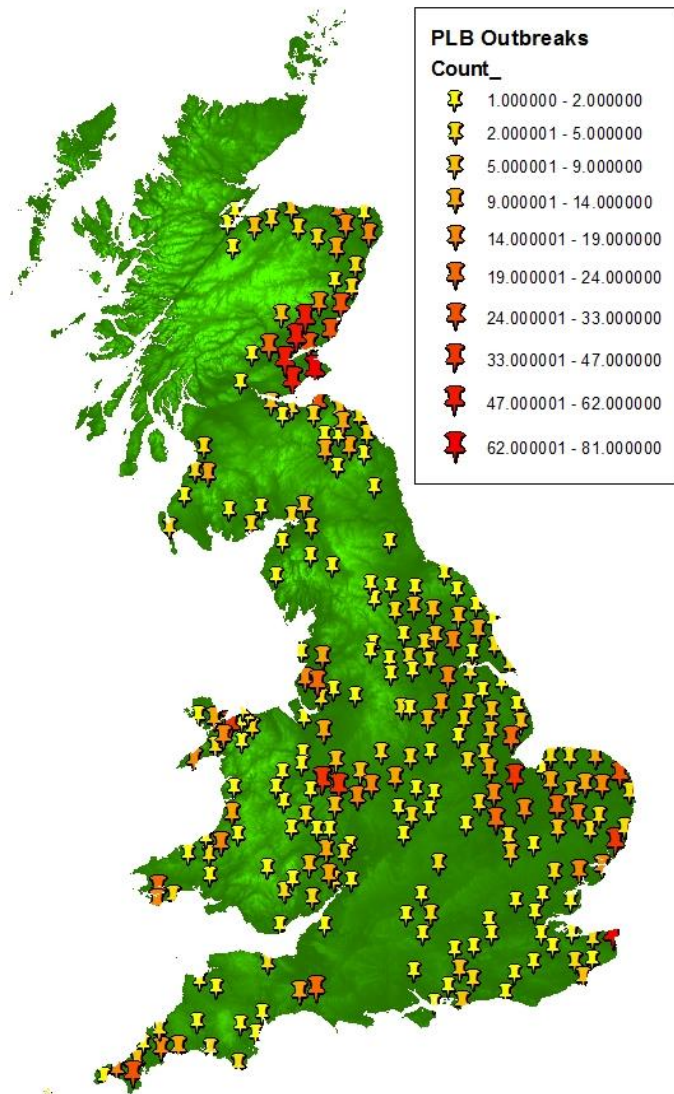 PLB Outbreaks
Count_
1.000000 - 2.000000
2.000001 - 5.000000
5.000001 - 9.000000
9.000001 - 14.000000
14.000001 - 19.000000
19.000001 - 24.000000
24.000001 - 33.000000
33.000001 - 47.000000
47.000001 - 62.000000
62.000001 - 81.000000